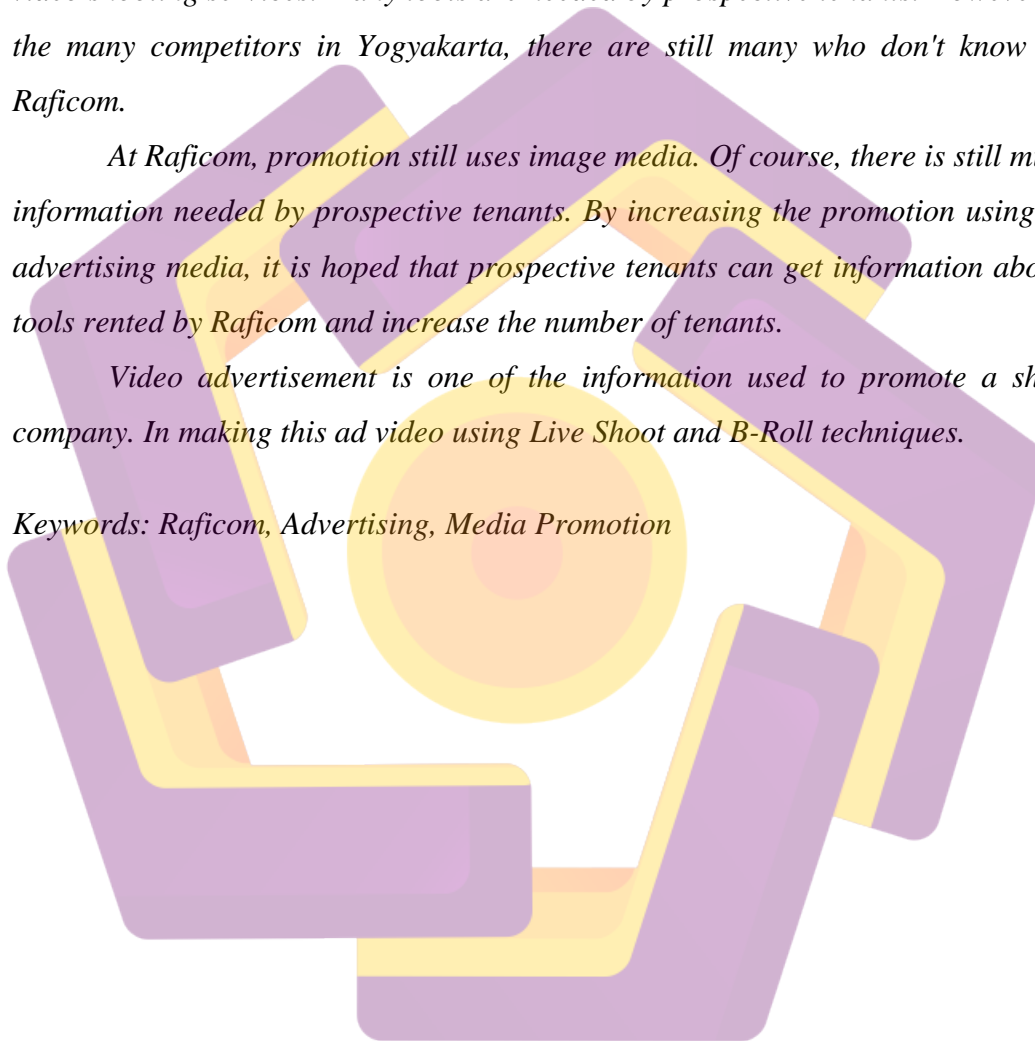 the many competitors in Yogyakarta, there are still many who don't know
Raficom.
At Raficom, promotion still uses image media. Of course, there is still
information needed by prospective tenants. By increasing the promotion using
advertising media, it is hoped that prospective tenants can get information
tools rented by Raficom and increase the number of tenants.
Video advertisement is one of the information used to promote a
company. In making this ad video using Live Shoot and B-Roll techniques.
Keywords: Raficom, Advertising, Media Promotion